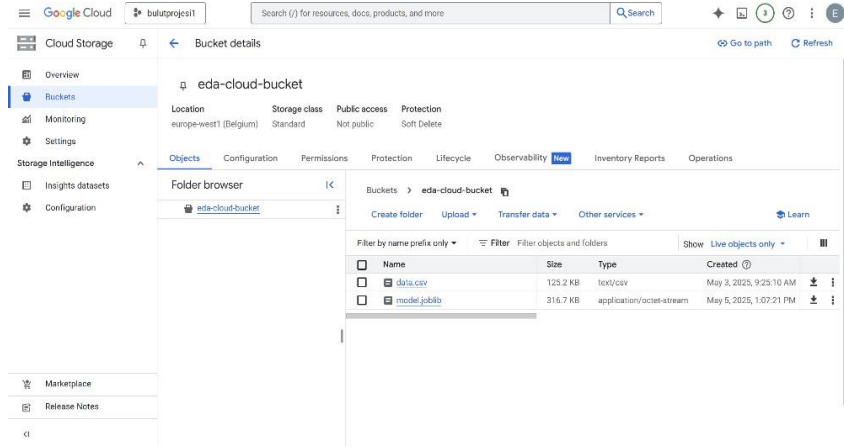 Google Cloud
bulutprojesi1
Search (/) for resources, docs, products, and more
Search
3
E
Cloud Storage
Overview
Buckets
Monitoring
Settings
Storage Intelligence
Insights datasets
Configuration
Marketplace
Release Notes
Bucket details
Go to path
Refresh
eda-cloud-bucket
Location Storage class Public access Protection
europe-west1 (Belgium) Standard Not public Soft Delete
Objects Configuration Permissions Protection Lifecycle Observability New Inventory Reports Operations
Folder browser
eda-cloud-bucket
Buckets > eda-cloud-bucket
Create folder Upload Transfer data Other services Learn
Filter by name prefix only Filter Filter objects and folders Show Live objects only
Name Size Type Created
data.csv 125.2 KB text/csv May 3, 2025, 9:25:10 AM
model.joblib 316.7 KB application/octet-stream May 5, 2025, 1:07:21 PM